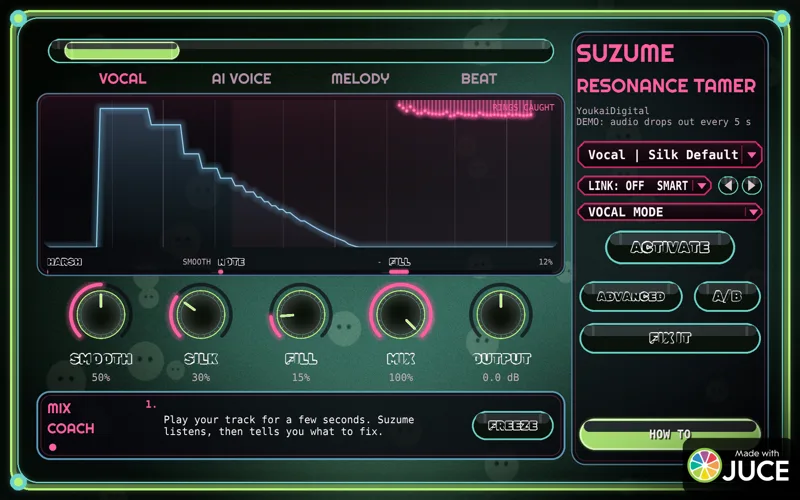 VOCAL AI VOICE MELODY BEAT
RINGS CAUGHT
HARSH SMOOTH NOTE - FILL 12%
SMOOTH SILK FILL MIX OUTPUT
50% 30% 15% 100% 0.0 dB
MIX
COACH
1.
Play your track for a few seconds. Suzume
listens, then tells you what to fix.
FREEZE
SUZUME
RESONANCE TAMER
YoukaiDigital
DEMO: audio drops out every 5 s
Vocal | Silk Default
LINK: OFF SMART
VOCAL MODE
ACTIVATE
ADVANCED A/B
FIX IT
HOW TO
Made with
JUCE